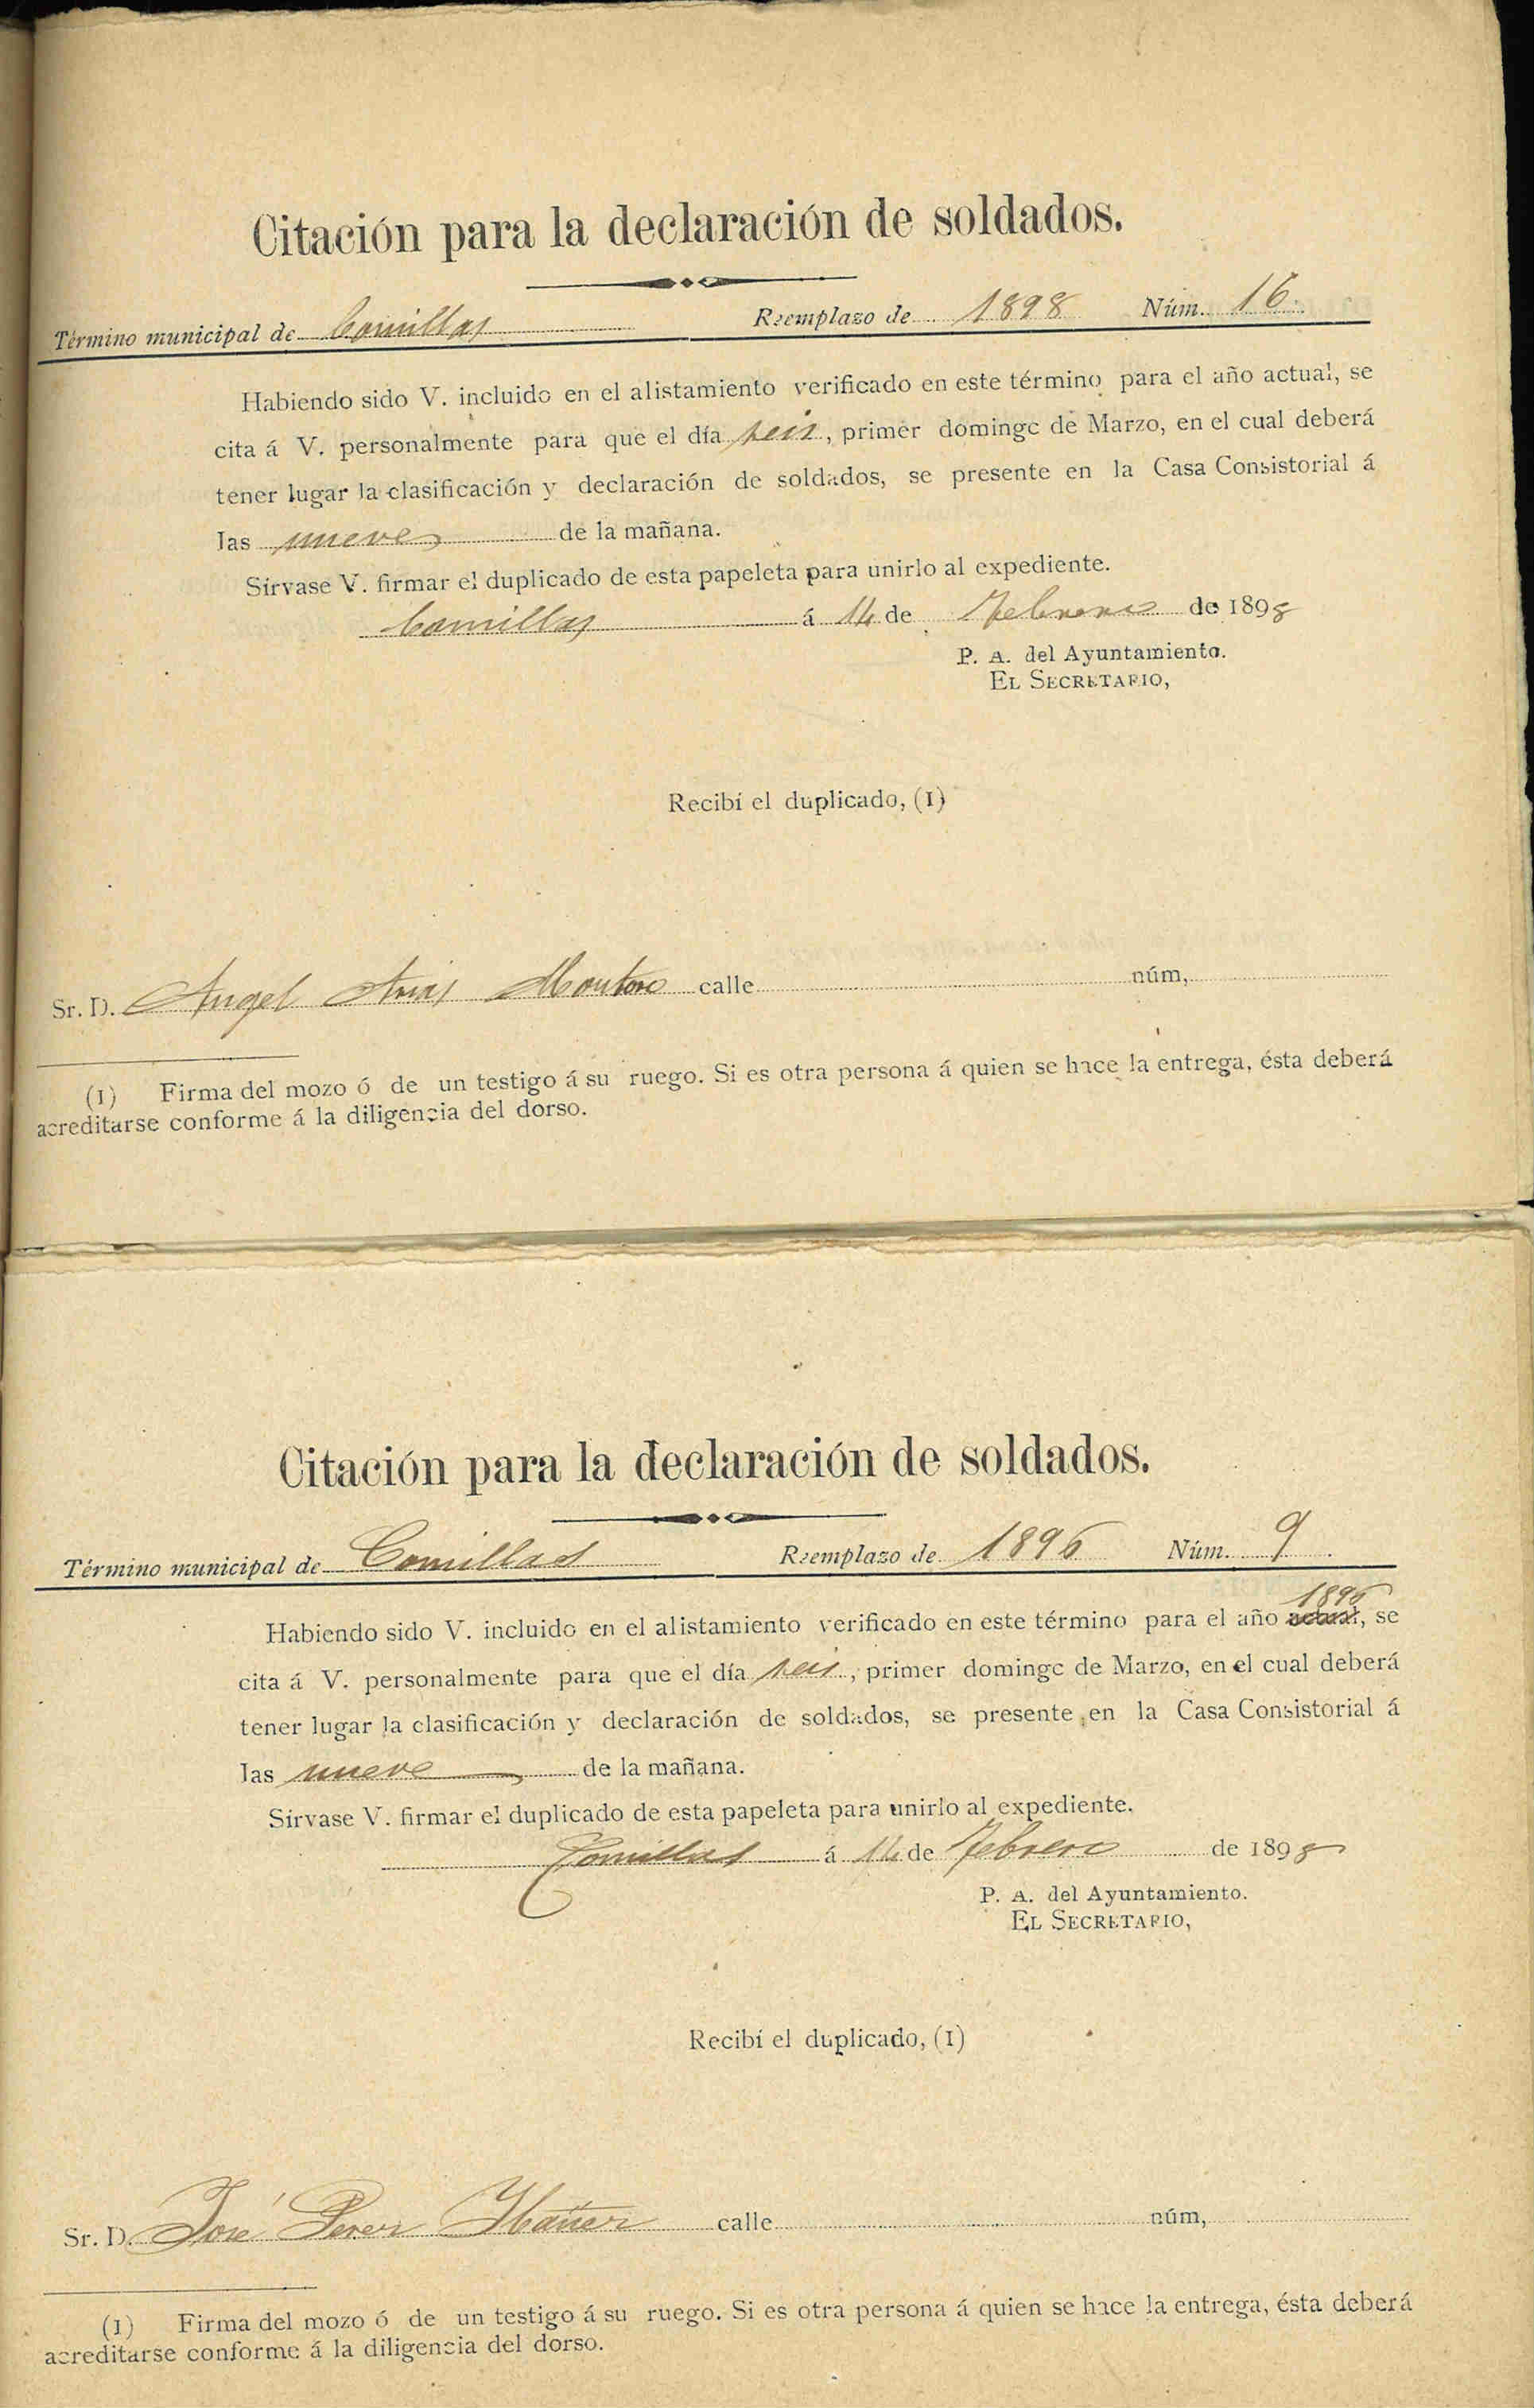 Citación para la declaración de soldados.
Término municipal de Comillas Reemplazo de 1898 Núm. 16.
Habiendo sido V. incluido en el alistamiento verificado en este término para el año actual, se
cita á V. personalmente para que el día seis, primer domingo de Marzo, en el cual deberá
tener lugar la clasificación y declaración de soldados, se presente en la Casa Consistorial á
las nueve de la mañana.
Sírvase V. firmar el duplicado de esta papeleta para unirlo al expediente.
Comillas á 14 de Febrero de 1898
P. A. del Ayuntamiento.
EL SECRETARIO,
Recibí el duplicado, (1)
Sr. D. Angel Arias Montoro calle núm,
(1) Firma del mozo ó de un testigo á su ruego. Si es otra persona á quien se hace la entrega, ésta deberá
acreditarse conforme á la diligencia del dorso.
Citación para la declaración de soldados.
Término municipal de Comillas Reemplazo de 1896 Núm. 9
1896
Habiendo sido V. incluido en el alistamiento verificado en este término para el año actual, se
cita á V. personalmente para que el día seis, primer domingo de Marzo, en el cual deberá
tener lugar la clasificación y declaración de soldados, se presente en la Casa Consistorial á
las nueve de la mañana.
Sírvase V. firmar el duplicado de esta papeleta para unirlo al expediente.
Comillas á 14 de Febrero de 1898
P. A. del Ayuntamiento.
EL SECRETARIO,
Recibí el duplicado, (1)
Sr. D. José Perez Ybañez calle núm,
(1) Firma del mozo ó de un testigo á su ruego. Si es otra persona á quien se hace la entrega, ésta deberá
acreditarse conforme á la diligencia del dorso.